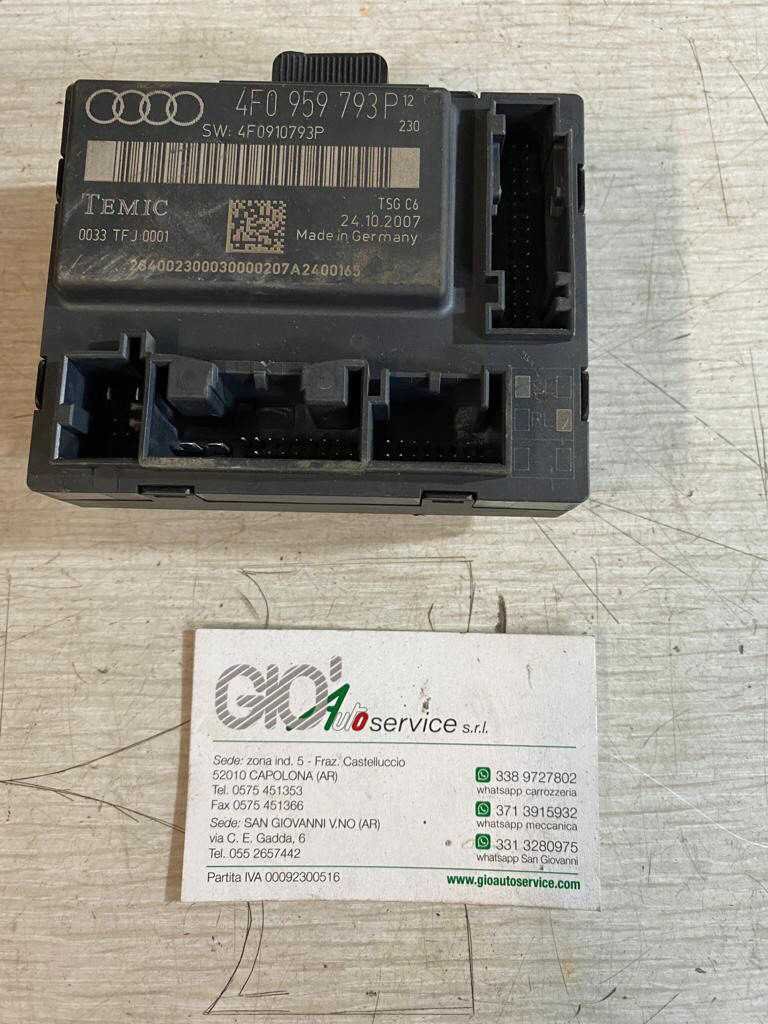 4F0 959 793P 12
SW: 4F0910793P 230
TEMIC
TSG C6
0033 TFJ 0001
24.10.2007
Made in Germany
284002300030000207A2400165
GIO' Auto service s.r.l.
Sede: zona ind. 5 - Fraz. Castelluccio
52010 CAPOLONA (AR)
Tel. 0575 451353
Fax 0575 451366
Sede: SAN GIOVANNI V.NO (AR)
via C. E. Gadda, 6
Tel. 055 2657442
Partita IVA 00092300516
338 9727802
whatsapp carrozzeria
371 3915932
whatsapp meccanica
331 3280975
whatsapp San Giovanni
www.gioautoservice.com